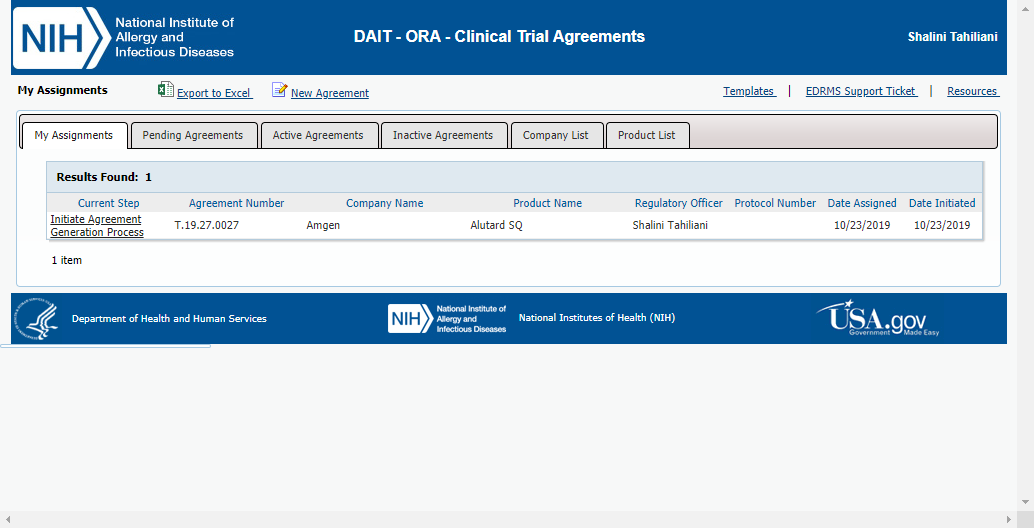 NIH National Institute of
Allergy and
Infectious Diseases
DAIT - ORA - Clinical Trial Agreements
Shalini Tahiliani
My Assignments Export to Excel New Agreement Templates | EDRMS Support Ticket | Resources
My Assignments Pending Agreements Active Agreements Inactive Agreements Company List Product List
Results Found: 1
Current Step Agreement Number Company Name Product Name Regulatory Officer Protocol Number Date Assigned Date Initiated
Initiate Agreement
Generation Process T.19.27.0027 Amgen Alutard SQ Shalini Tahiliani 10/23/2019 10/23/2019
1 item
Department of Health and Human Services
NIH National Institute of
Allergy and
Infectious Diseases
National Institutes of Health (NIH)
USA.gov
Government Made Easy